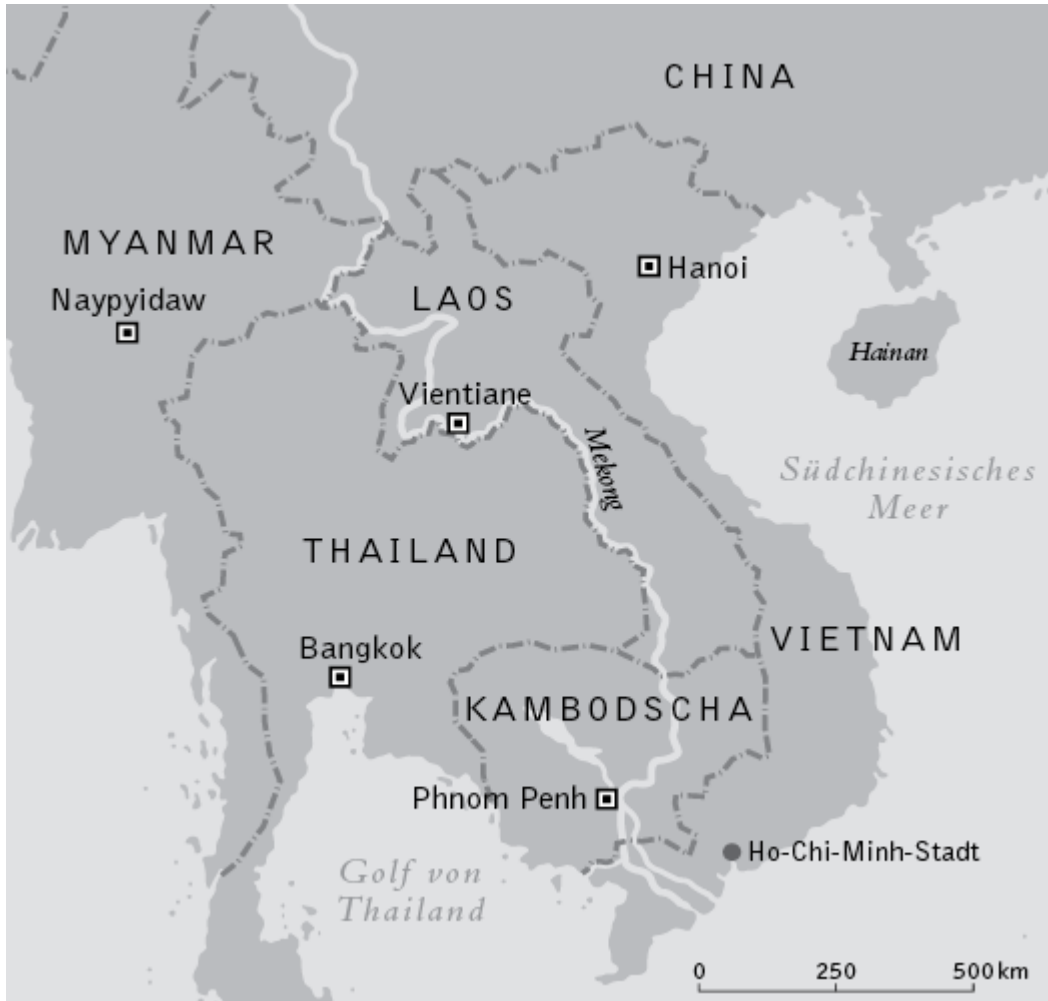 CHINA
MYANMAR
Hanoi
Naypyidaw
LAOS
Hainan
Vientiane
Mekong
Südchinesisches
Meer
THAILAND
VIETNAM
Bangkok
KAMBODSCHA
Phnom Penh
Ho-Chi-Minh-Stadt
Golf von
Thailand
0 250 500 km